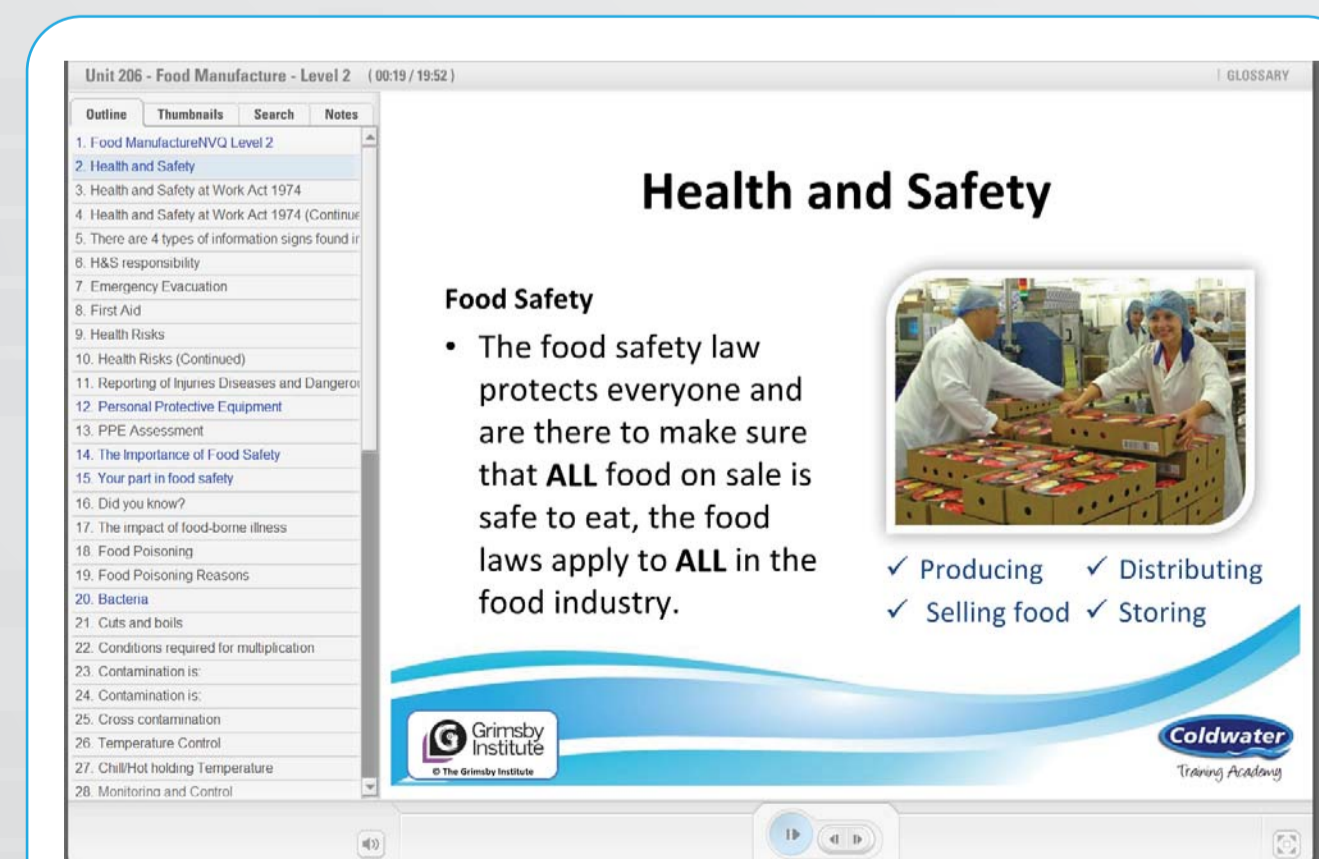 Unit 206 - Food Manufacture - Level 2 ( 00:19 / 19:52 )
| GLOSSARY
Outline Thumbnails Search Notes
1. Food ManufactureNVQ Level 2
2. Health and Safety
3. Health and Safety at Work Act 1974
4. Health and Safety at Work Act 1974 (Continue
5. There are 4 types of information signs found in
6. H&S responsibility
7. Emergency Evacuation
8. First Aid
9. Health Risks
10. Health Risks (Continued)
11. Reporting of Injuries Diseases and Dangerou
12. Personal Protective Equipment
13. PPE Assessment
14. The Importance of Food Safety
15. Your part in food safety
16. Did you know?
17. The impact of food-borne illness
18. Food Poisoning
19. Food Poisoning Reasons
20. Bacteria
21. Cuts and boils
22. Conditions required for multiplication
23. Contamination is:
24. Contamination is:
25. Cross contamination
26. Temperature Control
27. Chill/Hot holding Temperature
28. Monitoring and Control
Health and Safety
Food Safety
• The food safety law
protects everyone and
are there to make sure
that ALL food on sale is
safe to eat, the food
laws apply to ALL in the
food industry.
✓ Producing ✓ Distributing
✓ Selling food ✓ Storing
Grimsby
Institute
© The Grimsby Institute
Coldwater
Training Academy